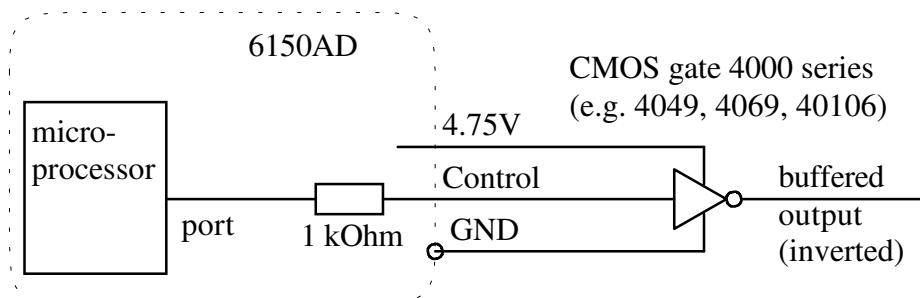 6150AD
CMOS gate 4000 series
(e.g. 4049, 4069, 40106)
micro-
processor
4.75V
Control
port
1 kOhm
GND
buffered
output
(inverted)